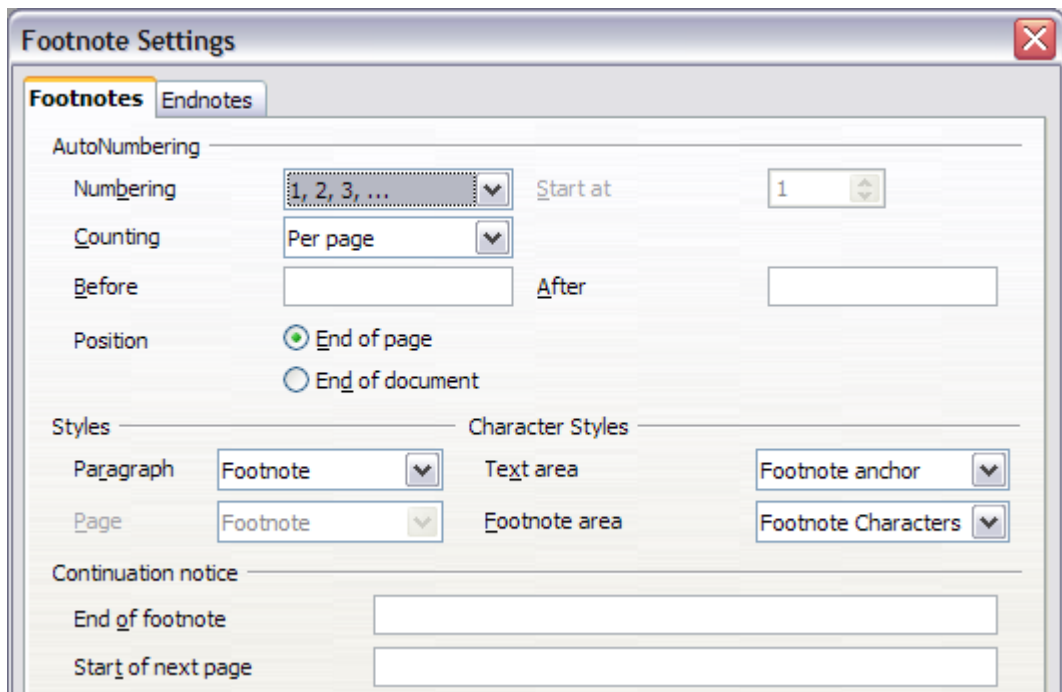 Footnote Settings
Footnotes Endnotes
AutoNumbering
Numbering 1, 2, 3, ... Start at 1
Counting Per page
Before After
Position End of page
End of document
Styles Character Styles
Paragraph Footnote Text area Footnote anchor
Page Footnote Footnote area Footnote Characters
Continuation notice
End of footnote
Start of next page